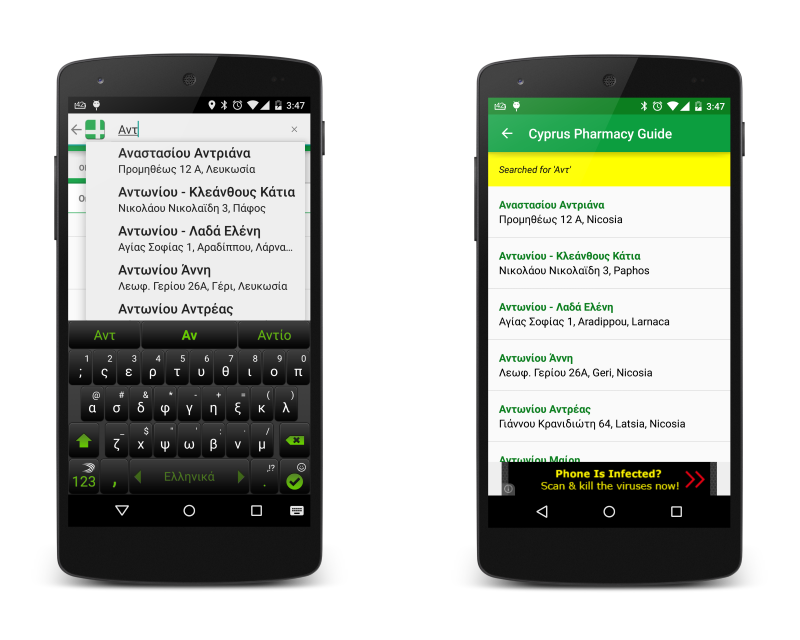 3:47
Αντ
Αναστασίου Αντριάνα
Προμηθέως 12 Α, Λευκωσία
Αντωνίου - Κλεάνθους Κάτια
Νικολάου Νικολαϊδη 3, Πάφος
Αντωνίου - Λαδά Ελένη
Αγίας Σοφίας 1, Αραδίππου, Λάρνα...
Αντωνίου Άννη
Λεωφ. Γερίου 26Α, Γέρι, Λευκωσία
Αντωνίου Αντρέας
Αντ Αν Αντίο
1 2 3 4 5 6 7 8 9 0
; ς ε ρ τ υ θ ι ο π
@ # & * - + = ( )
α σ δ φ γ η ξ κ λ
_ $ " ' : ; /
ζ χ ψ ω β ν μ
123 , Ελληνικά . ,!?
3:47
Cyprus Pharmacy Guide
Searched for 'Αντ'
Αναστασίου Αντριάνα
Προμηθέως 12 Α, Nicosia
Αντωνίου - Κλεάνθους Κάτια
Νικολάου Νικολαϊδη 3, Paphos
Αντωνίου - Λαδά Ελένη
Αγίας Σοφίας 1, Aradippou, Larnaca
Αντωνίου Άννη
Λεωφ. Γερίου 26Α, Geri, Nicosia
Αντωνίου Αντρέας
Γιάννου Κρανιδιώτη 64, Latsia, Nicosia
Αντωνίου Μαίρη
Phone Is Infected?
Scan & kill the viruses now!